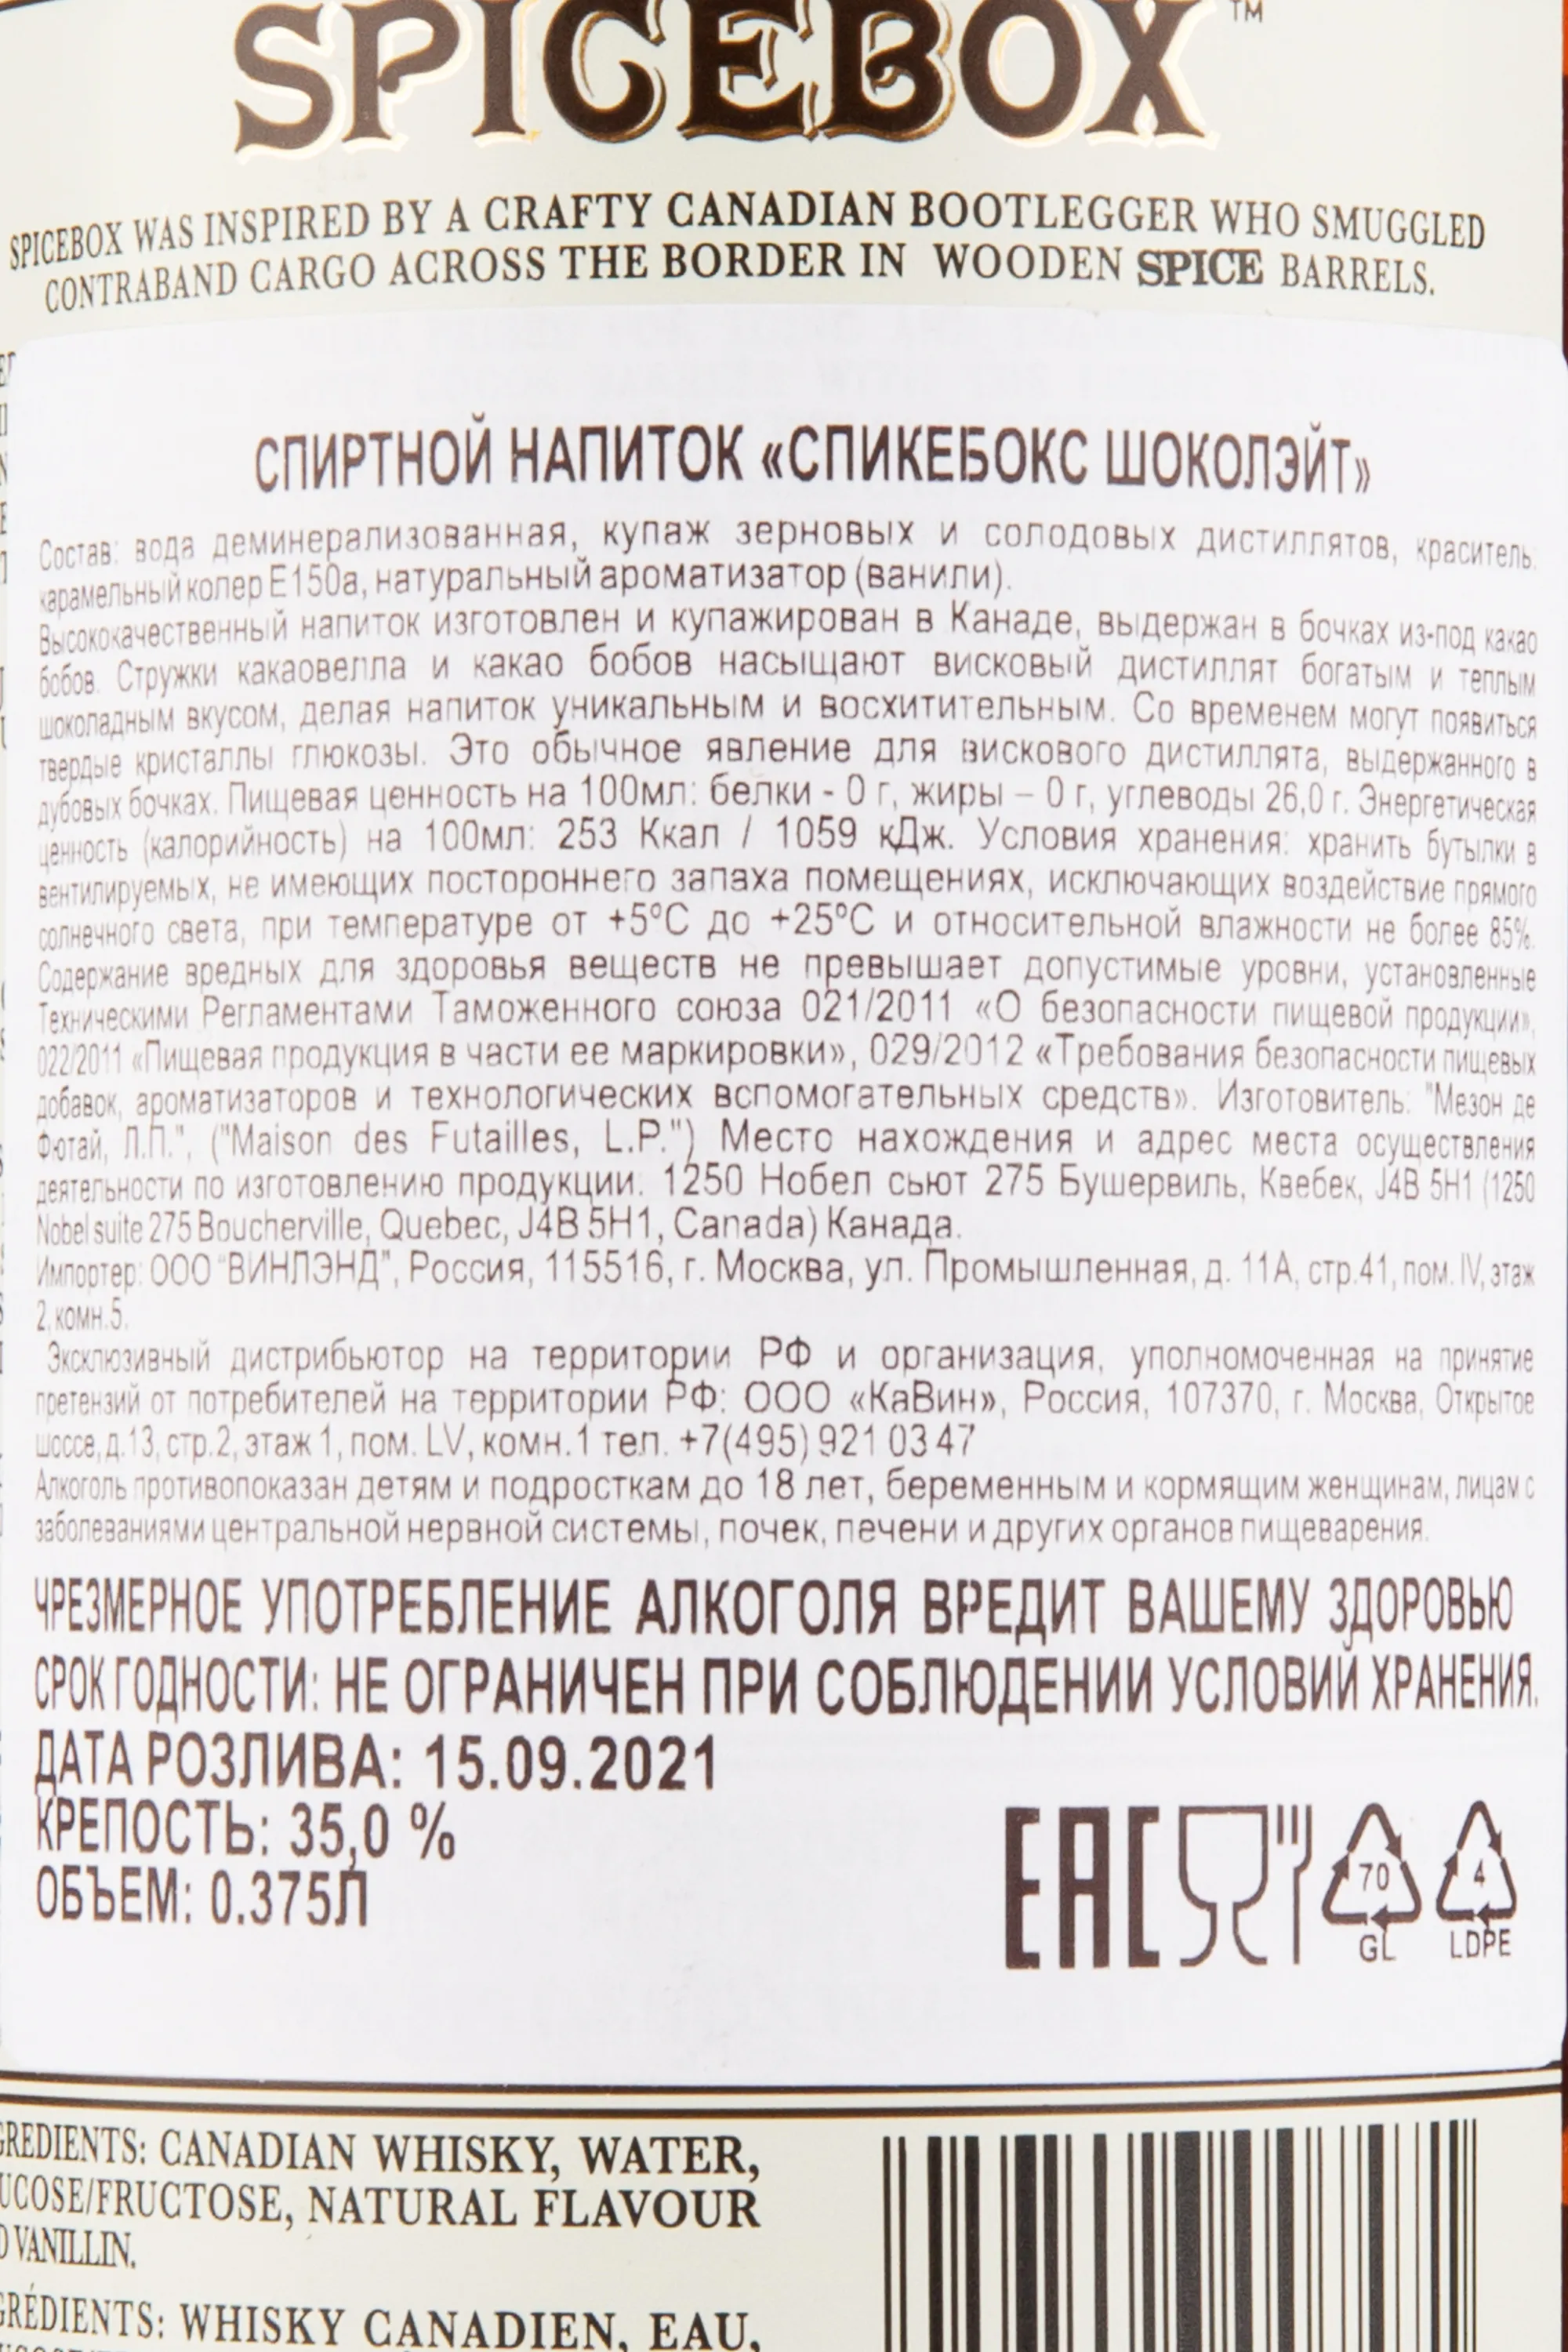 SPICEBOX™
SPICEBOX WAS INSPIRED BY A CRAFTY CANADIAN BOOTLEGGER WHO SMUGGLED
CONTRABAND CARGO ACROSS THE BORDER IN WOODEN SPICE BARRELS.
СПИРТНОЙ НАПИТОК «СПИКЕБОКС ШОКОЛЭЙТ»
Состав: вода деминерализованная, купаж зерновых и солодовых дистиллятов, краситель:
карамельный колер Е150а, натуральный ароматизатор (ванили).
Высококачественный напиток изготовлен и купажирован в Канаде, выдержан в бочках из-под какао
бобов. Стружки какаовелла и какао бобов насыщают висковый дистиллят богатым и теплым
шоколадным вкусом, делая напиток уникальным и восхитительным. Со временем могут появиться
твердые кристаллы глюкозы. Это обычное явление для вискового дистиллята, выдержанного в
дубовых бочках. Пищевая ценность на 100мл: белки - 0 г, жиры – 0 г, углеводы 26,0 г. Энергетическая
ценность (калорийность) на 100мл: 253 Ккал / 1059 кДж. Условия хранения: хранить бутылки в
вентилируемых, не имеющих постороннего запаха помещениях, исключающих воздействие прямого
солнечного света, при температуре от +5°С до +25°С и относительной влажности не более 85%.
Содержание вредных для здоровья веществ не превышает допустимые уровни, установленные
Техническими Регламентами Таможенного союза 021/2011 «О безопасности пищевой продукции»,
022/2011 «Пищевая продукция в части ее маркировки», 029/2012 «Требования безопасности пищевых
добавок, ароматизаторов и технологических вспомогательных средств». Изготовитель: "Мезон де
Фютай, Л.П.", ("Maison des Futailles, L.P.") Место нахождения и адрес места осуществления
деятельности по изготовлению продукции: 1250 Нобел сьют 275 Бушервиль, Квебек, J4B 5H1 (1250
Nobel suite 275 Boucherville, Quebec, J4B 5H1, Canada) Канада.
Импортер: ООО "ВИНЛЭНД", Россия, 115516, г. Москва, ул. Промышленная, д. 11А, стр.41, пом. IV, этаж
2, комн.5.
Эксклюзивный дистрибьютор на территории РФ и организация, уполномоченная на принятие
претензий от потребителей на территории РФ: ООО «КаВин», Россия, 107370, г. Москва, Открытое
шоссе, д.13, стр.2, этаж 1, пом. LV, комн.1 тел. +7(495) 921 03 47
Алкоголь противопоказан детям и подросткам до 18 лет, беременным и кормящим женщинам, лицам с
заболеваниями центральной нервной системы, почек, печени и других органов пищеварения.
ЧРЕЗМЕРНОЕ УПОТРЕБЛЕНИЕ АЛКОГОЛЯ ВРЕДИТ ВАШЕМУ ЗДОРОВЬЮ
СРОК ГОДНОСТИ: НЕ ОГРАНИЧЕН ПРИ СОБЛЮДЕНИИ УСЛОВИЙ ХРАНЕНИЯ.
ДАТА РОЗЛИВА: 15.09.2021
КРЕПОСТЬ: 35,0 %
ОБЪЕМ: 0.375Л
EAC 70 4
GL LDPE
GREDIENTS: CANADIAN WHISKY, WATER,
UCOSE/FRUCTOSE, NATURAL FLAVOUR
D VANILLIN.
GRÉDIENTS: WHISKY CANADIEN, EAU,